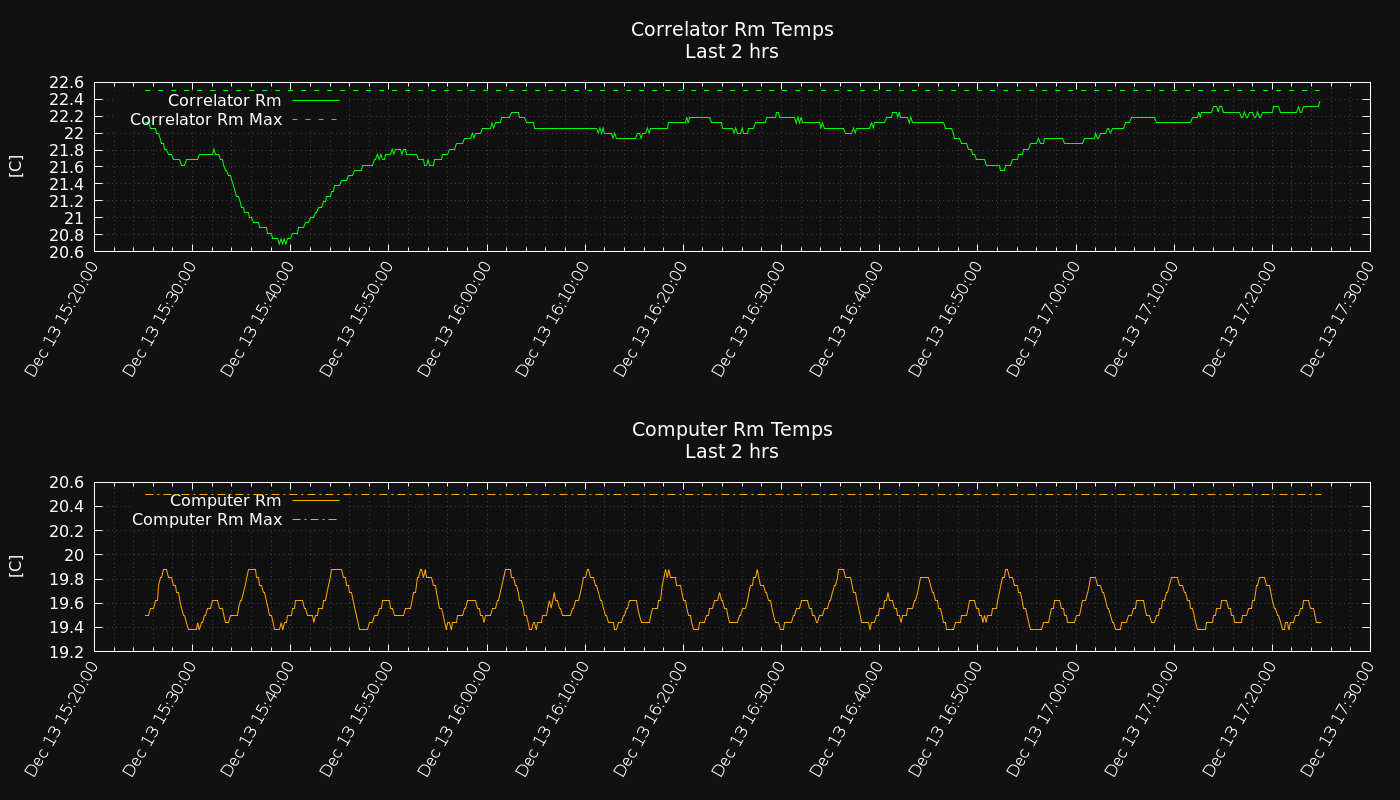 Correlator Rm Temps
Last 2 hrs
22.6
22.4
22.2
22
21.8
21.6
21.4
21.2
21
20.8
20.6
[C]
Correlator Rm
Correlator Rm Max
Dec 13 15:20:00
Dec 13 15:30:00
Dec 13 15:40:00
Dec 13 15:50:00
Dec 13 16:00:00
Dec 13 16:10:00
Dec 13 16:20:00
Dec 13 16:30:00
Dec 13 16:40:00
Dec 13 16:50:00
Dec 13 17:00:00
Dec 13 17:10:00
Dec 13 17:20:00
Dec 13 17:30:00
Computer Rm Temps
Last 2 hrs
20.6
20.4
20.2
20
19.8
19.6
19.4
19.2
[C]
Computer Rm
Computer Rm Max
Dec 13 15:20:00
Dec 13 15:30:00
Dec 13 15:40:00
Dec 13 15:50:00
Dec 13 16:00:00
Dec 13 16:10:00
Dec 13 16:20:00
Dec 13 16:30:00
Dec 13 16:40:00
Dec 13 16:50:00
Dec 13 17:00:00
Dec 13 17:10:00
Dec 13 17:20:00
Dec 13 17:30:00